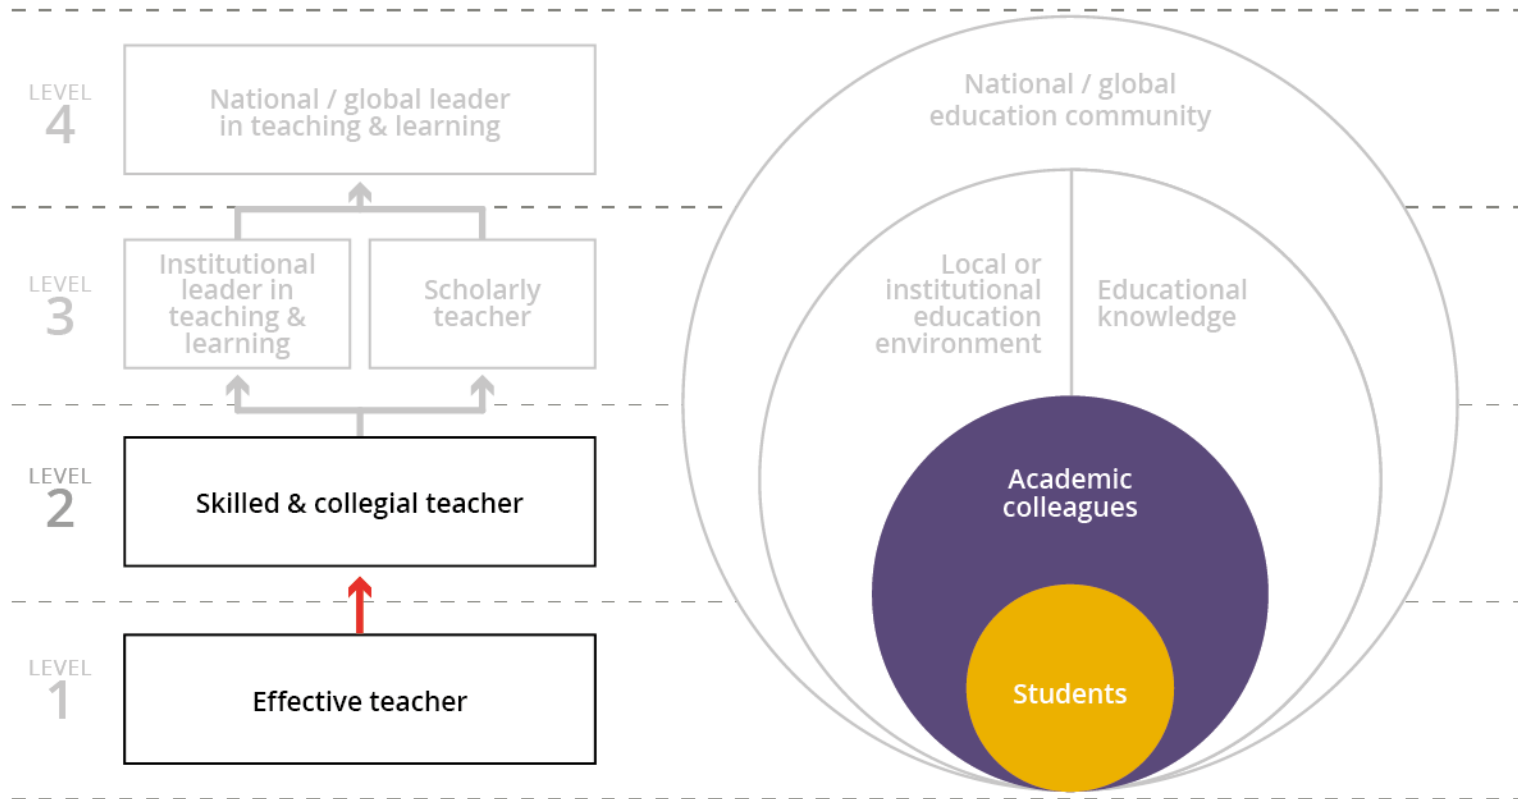 LEVEL
4
National / global leader
in teaching & learning
National / global
education community
LEVEL
3
Institutional
leader in
teaching &
learning
Scholarly
teacher
Local or
institutional
education
environment
Educational
knowledge
LEVEL
2
Skilled & collegial teacher
Academic
colleagues
LEVEL
1
Effective teacher
Students